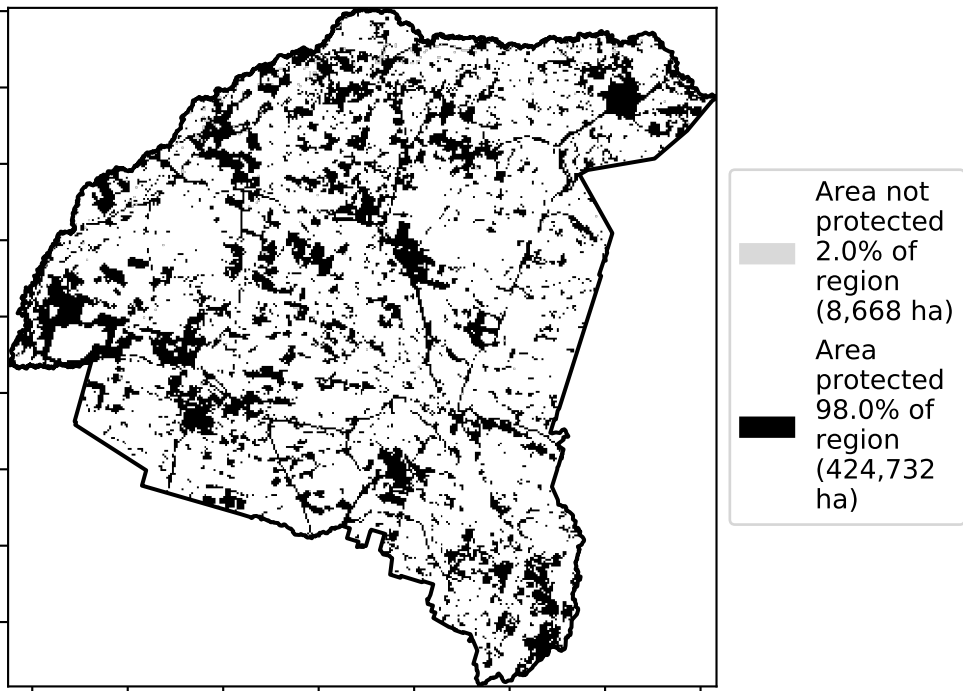 Area not
protected
2.0% of
region
(8,668 ha)
Area
protected
98.0% of
region
(424,732
ha)